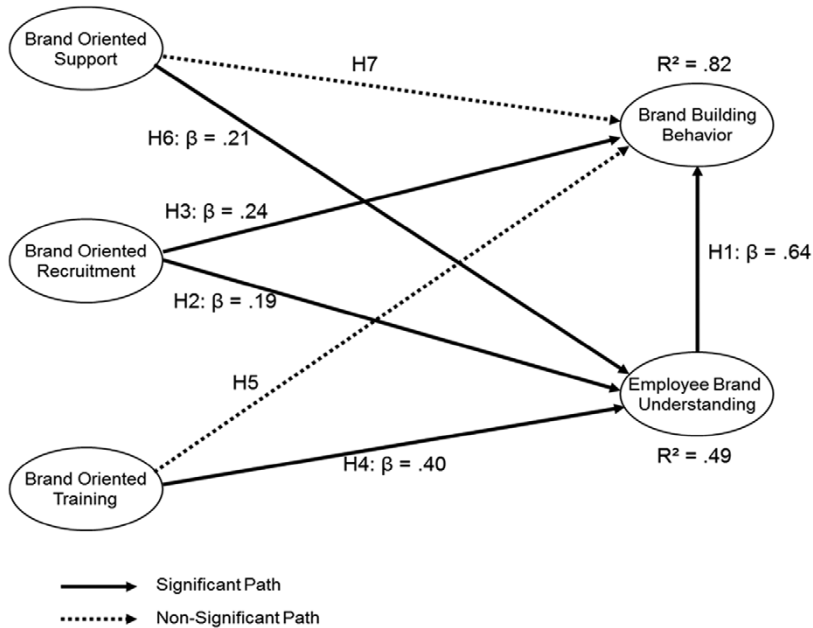 Brand Oriented
Support
H7
R² = .82
Brand Building
Behavior
H6: β = .21
H3: β = .24
Brand Oriented
Recruitment
H1: β = .64
H2: β = .19
H5
Employee Brand
Understanding
H4: β = .40
R² = .49
Brand Oriented
Training
Significant Path
Non-Significant Path